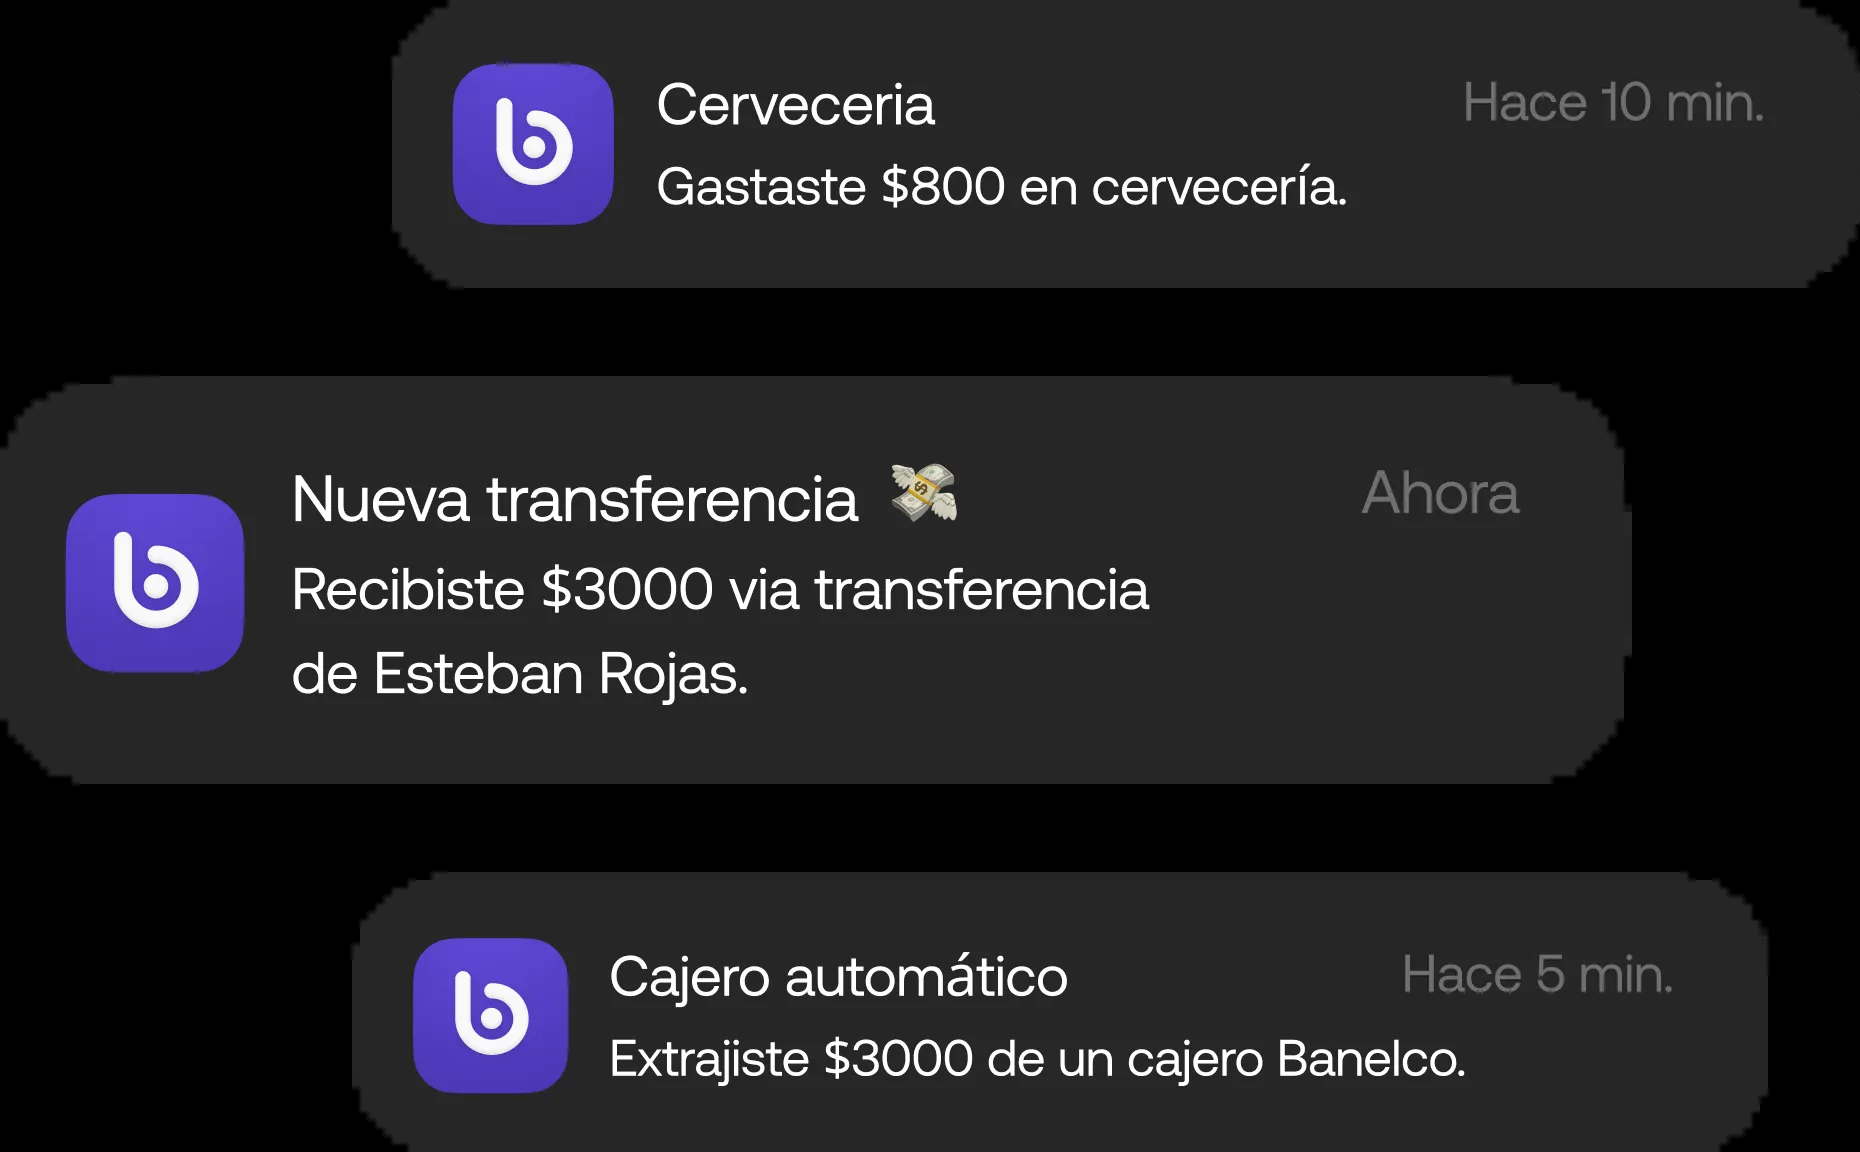 Cerveceria
Hace 10 min.
Gastaste $800 en cervecería.
Nueva transferencia 💸
Ahora
Recibiste $3000 via transferencia
de Esteban Rojas.
Cajero automático
Hace 5 min.
Extrajiste $3000 de un cajero Banelco.